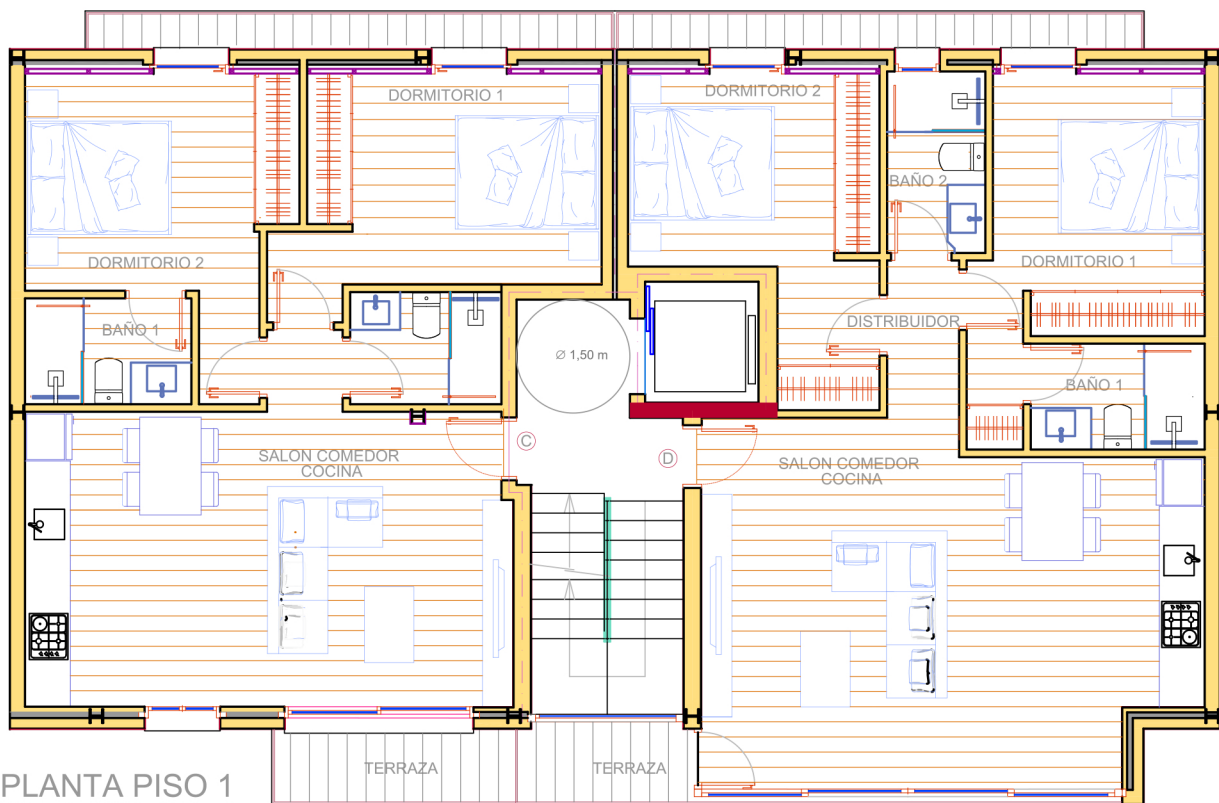 DORMITORIO 1
DORMITORIO 2
BAÑO 2
DORMITORIO 2
DORMITORIO 1
BAÑO 1
DISTRIBUIDOR
Ø 1,50 m
BAÑO 1
C
D
SALON COMEDOR
COCINA
SALON COMEDOR
COCINA
TERRAZA
TERRAZA
PLANTA PISO 1